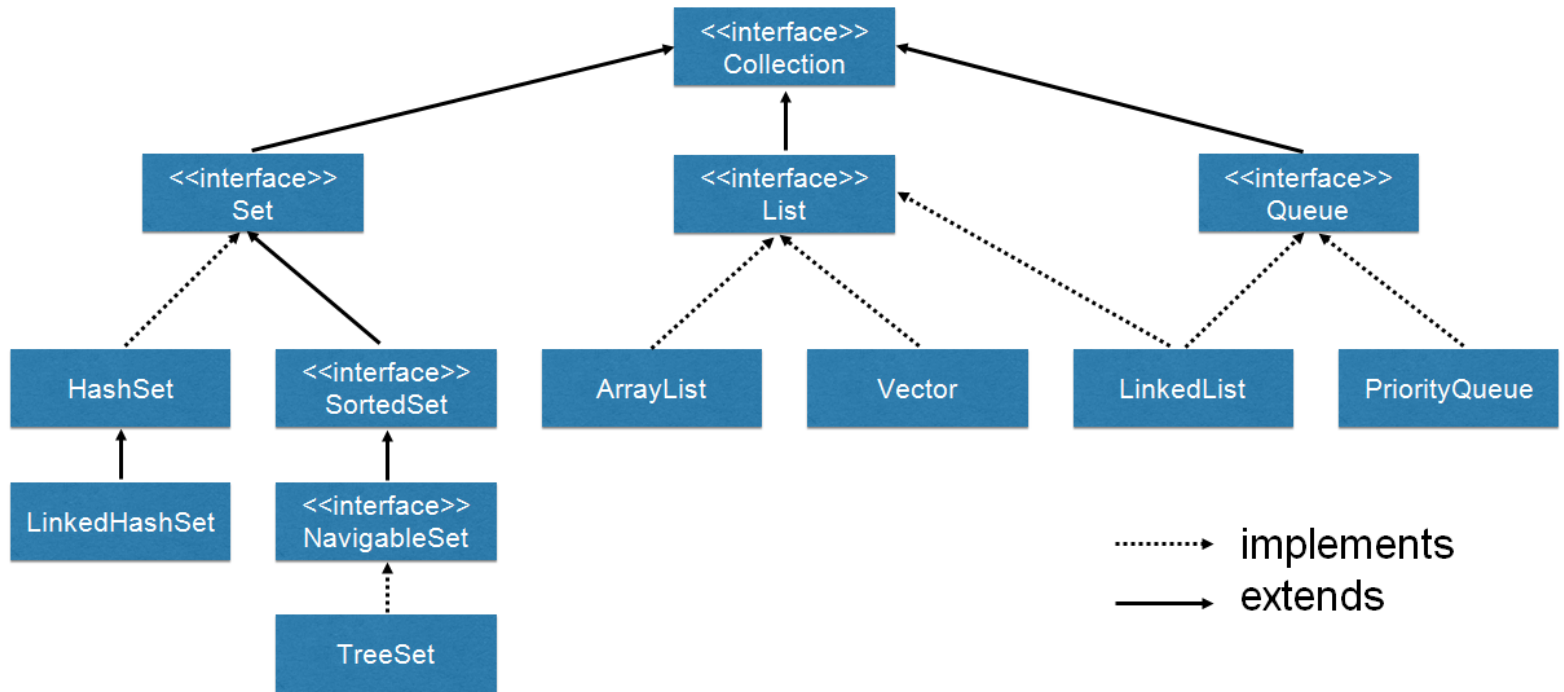 <<interface>>
Collection
<<interface>>
Set
<<interface>>
List
<<interface>>
Queue
HashSet
<<interface>>
SortedSet
ArrayList
Vector
LinkedList
PriorityQueue
LinkedHashSet
<<interface>>
NavigableSet
TreeSet
implements
extends